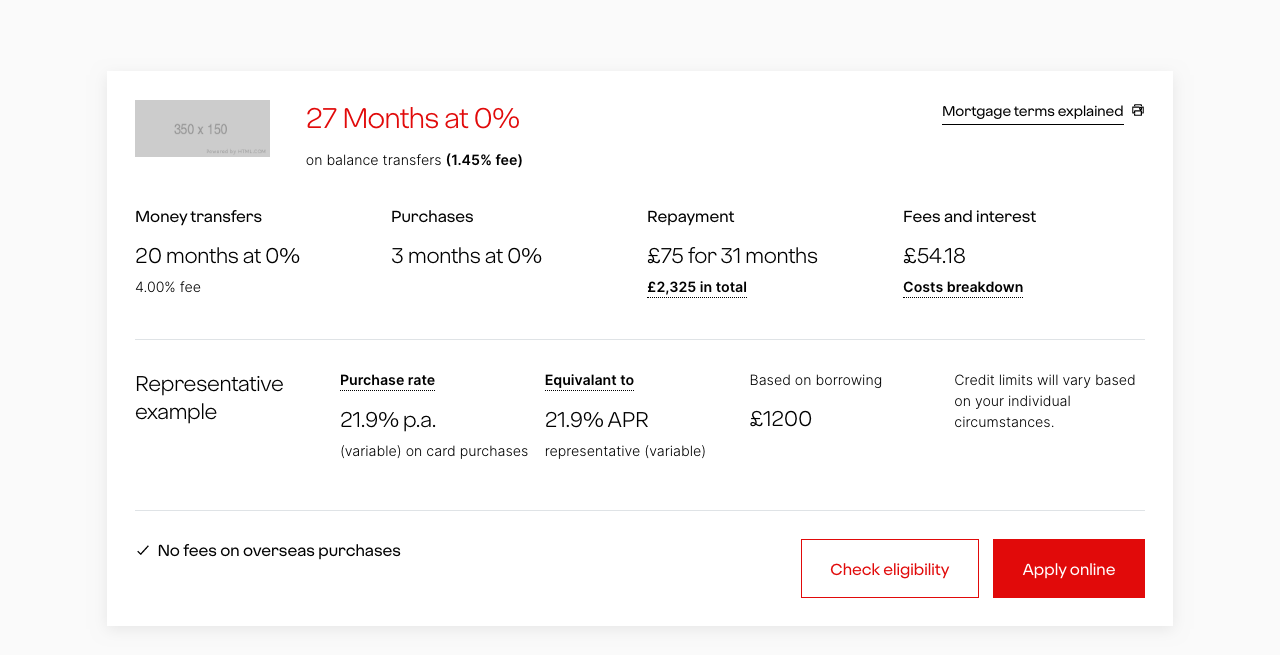 350 x 150
Powered by HTML.COM
27 Months at 0%
on balance transfers (1.45% fee)
Mortgage terms explained
Money transfers
20 months at 0%
4.00% fee
Purchases
3 months at 0%
Repayment
£75 for 31 months
£2,325 in total
Fees and interest
£54.18
Costs breakdown
Representative
example
Purchase rate
21.9% p.a.
(variable) on card purchases
Equivalant to
21.9% APR
representative (variable)
Based on borrowing
£1200
Credit limits will vary based
on your individual
circumstances.
No fees on overseas purchases
Check eligibility
Apply online